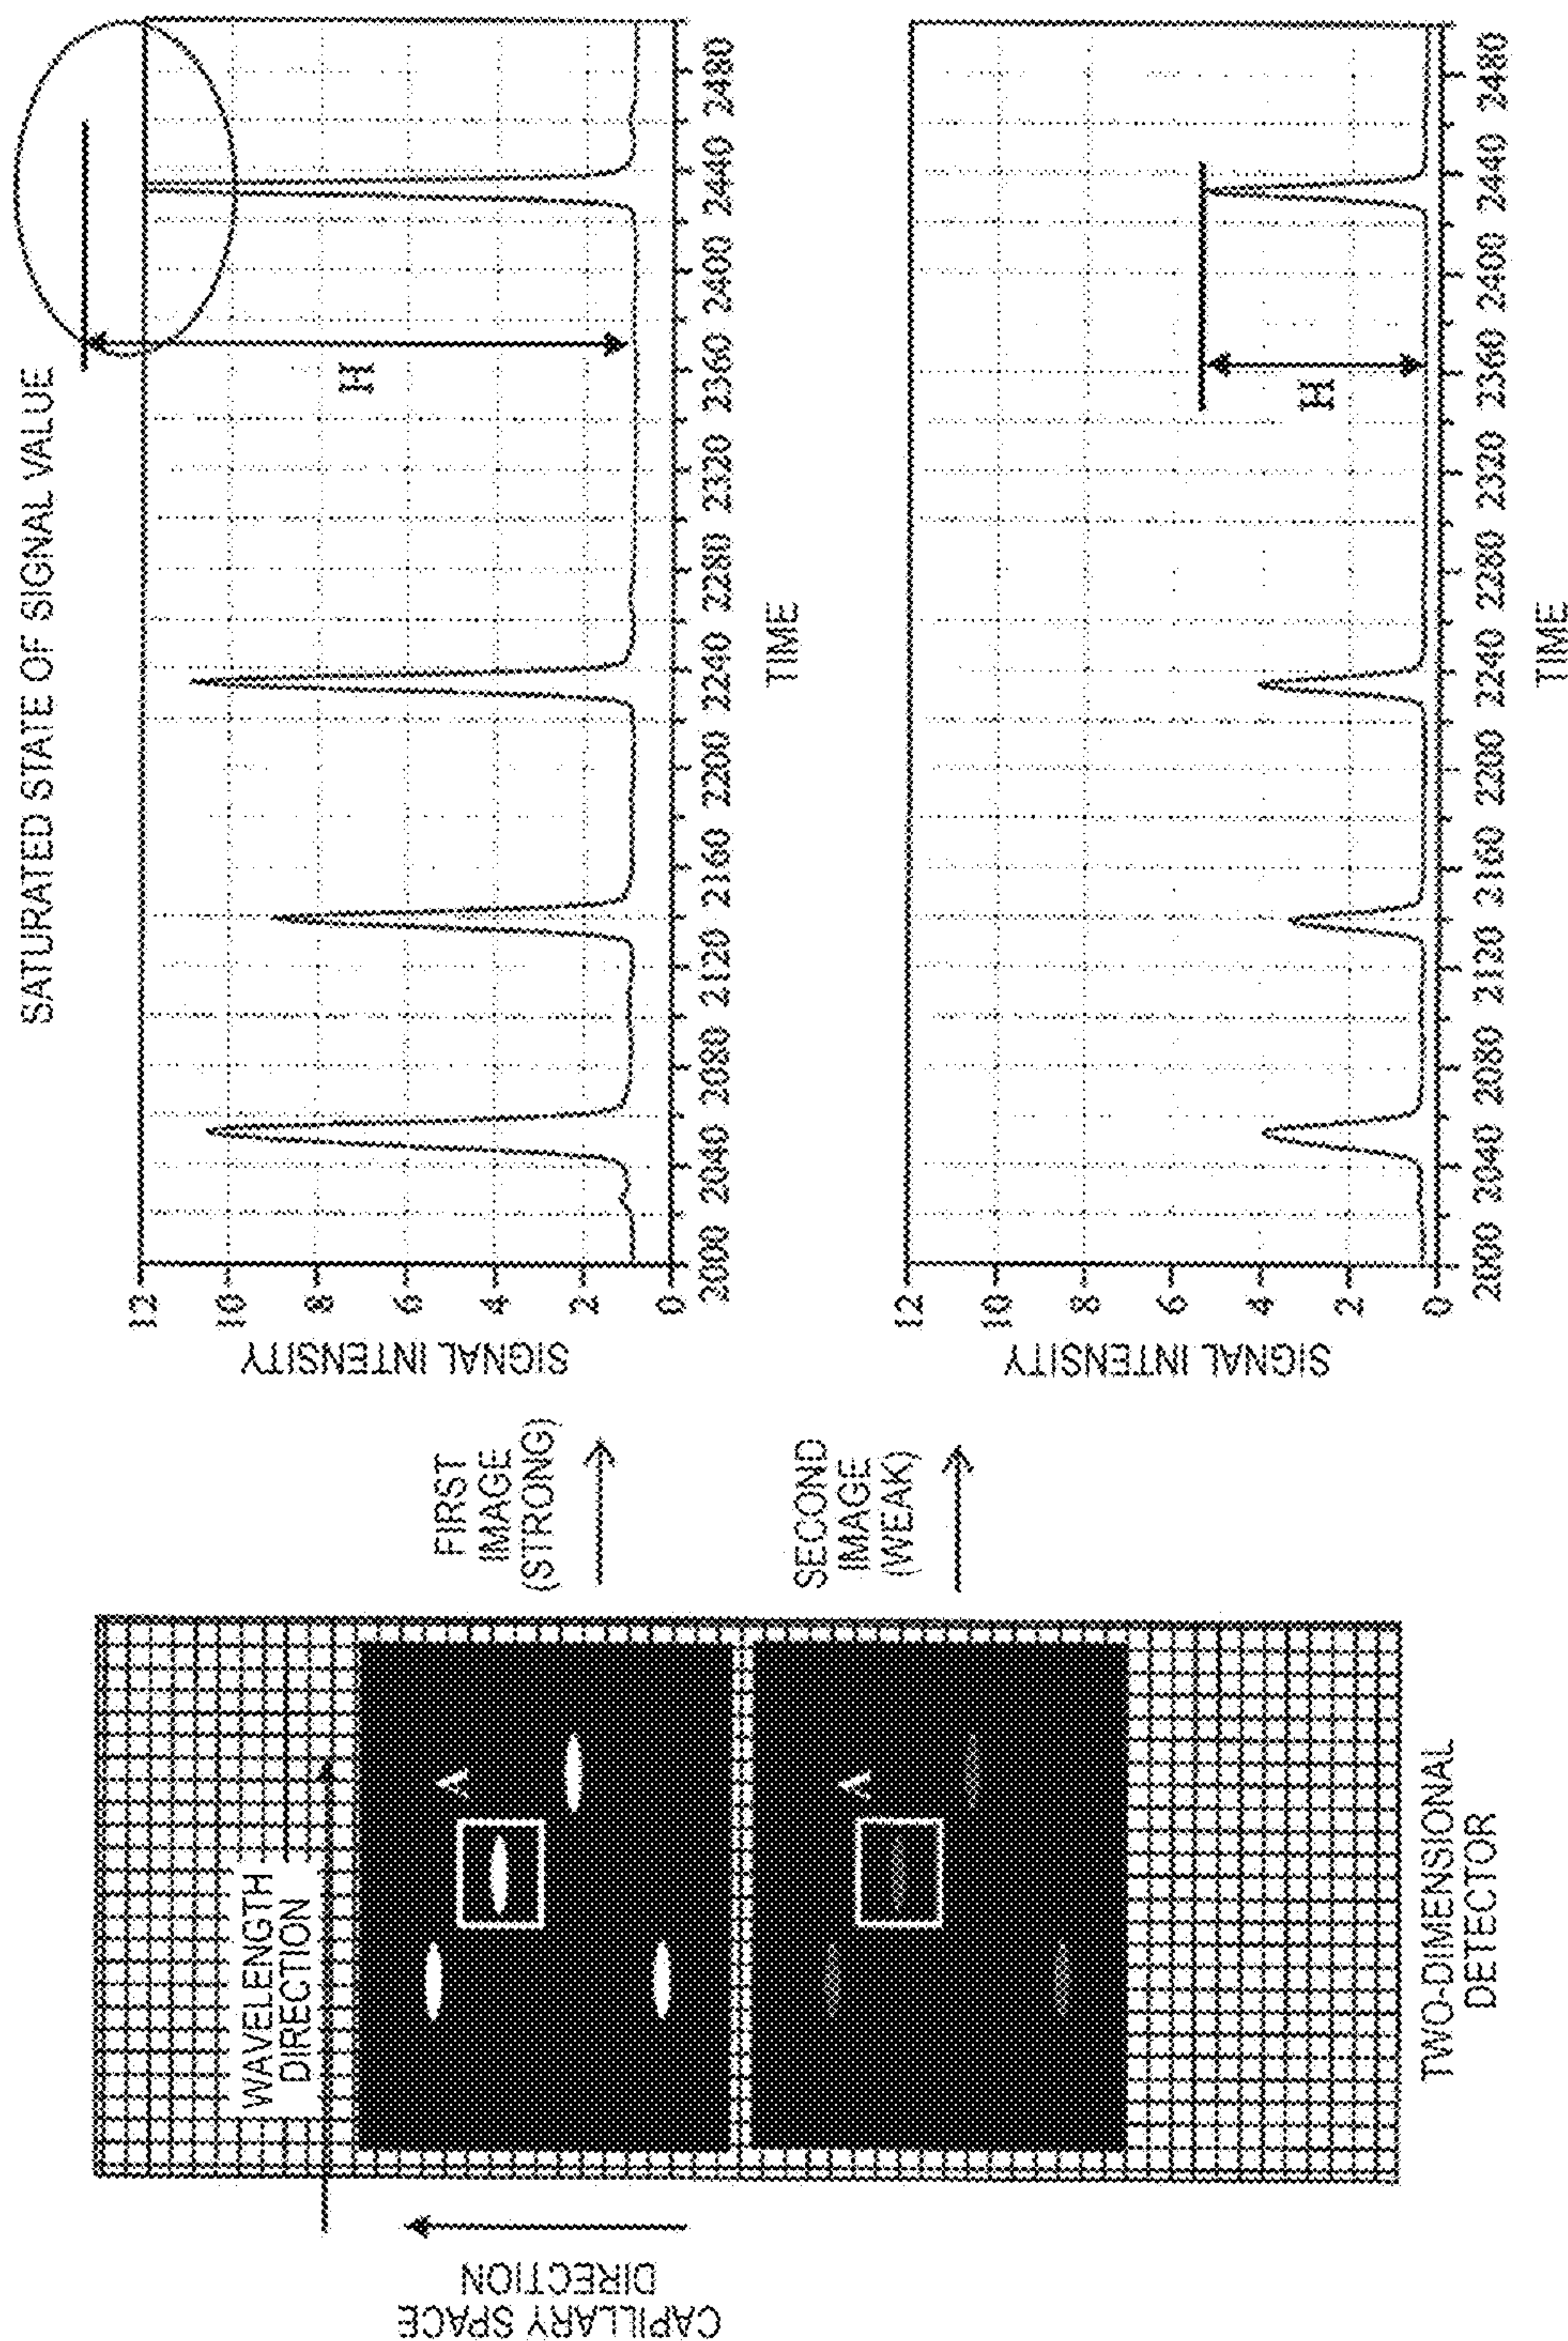 SATURATED STATE OF SIGNAL VALUE
CAPILLARY SPACE
DIRECTION
WAVELENGTH
DIRECTION
A
A
TWO-DIMENSIONAL
DETECTOR
FIRST
IMAGE
(STRONG)
SECOND
IMAGE
(WEAK)
SIGNAL INTENSITY
12
10
8
6
4
2
0
H
2000 2040 2080 2120 2160 2200 2240 2280 2320 2360 2400 2440 2480
TIME
SIGNAL INTENSITY
12
10
8
6
4
2
0
H
2000 2040 2080 2120 2160 2200 2240 2280 2320 2360 2400 2440 2480
TIME